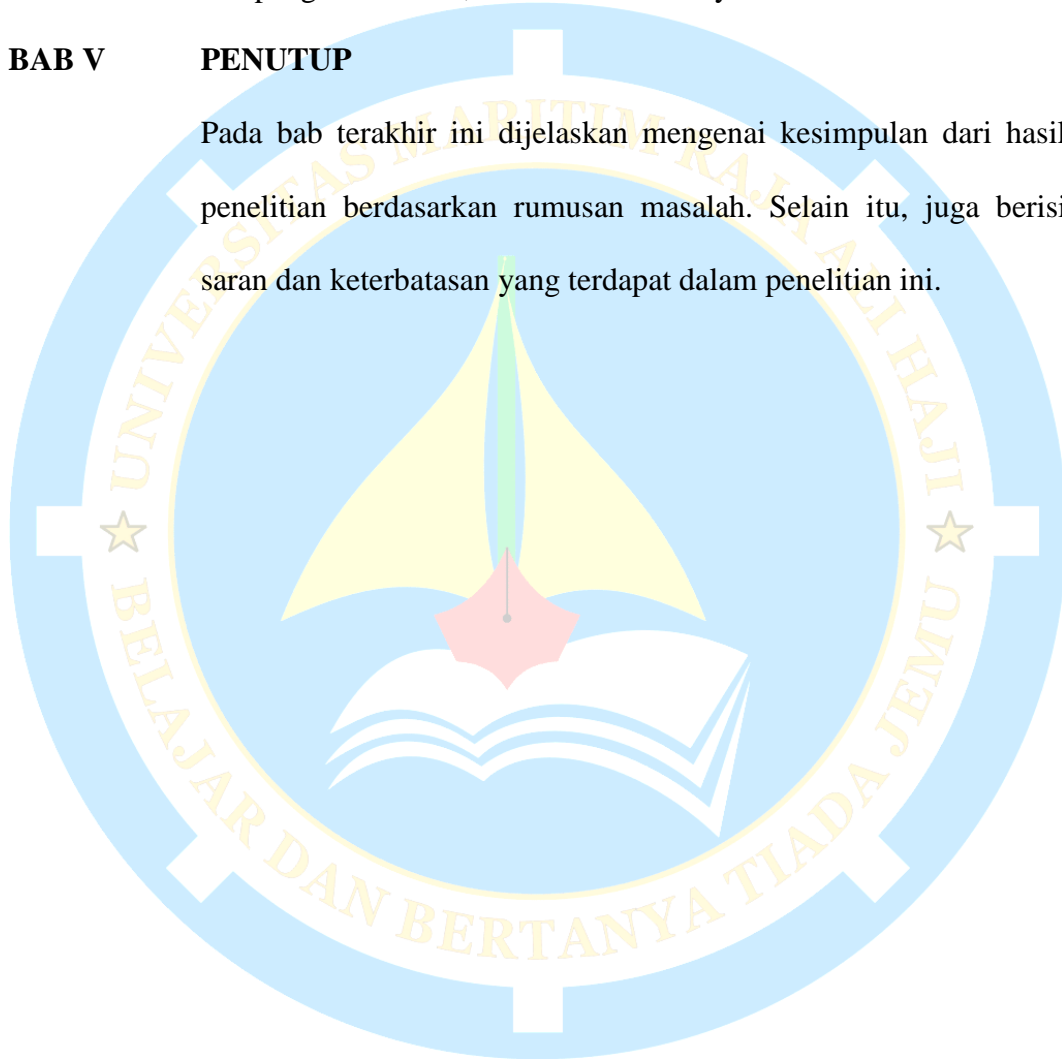 BAB V PENUTUP
Pada bab terakhir ini dijelaskan mengenai kesimpulan dari hasil
penelitian berdasarkan rumusan masalah. Selain itu, juga berisi
saran dan keterbatasan yang terdapat dalam penelitian ini.
UNIVERSITAS MARITIM RAJA ALI HAJI
BELAJAR DAN BERTANYA TIADA JEMU